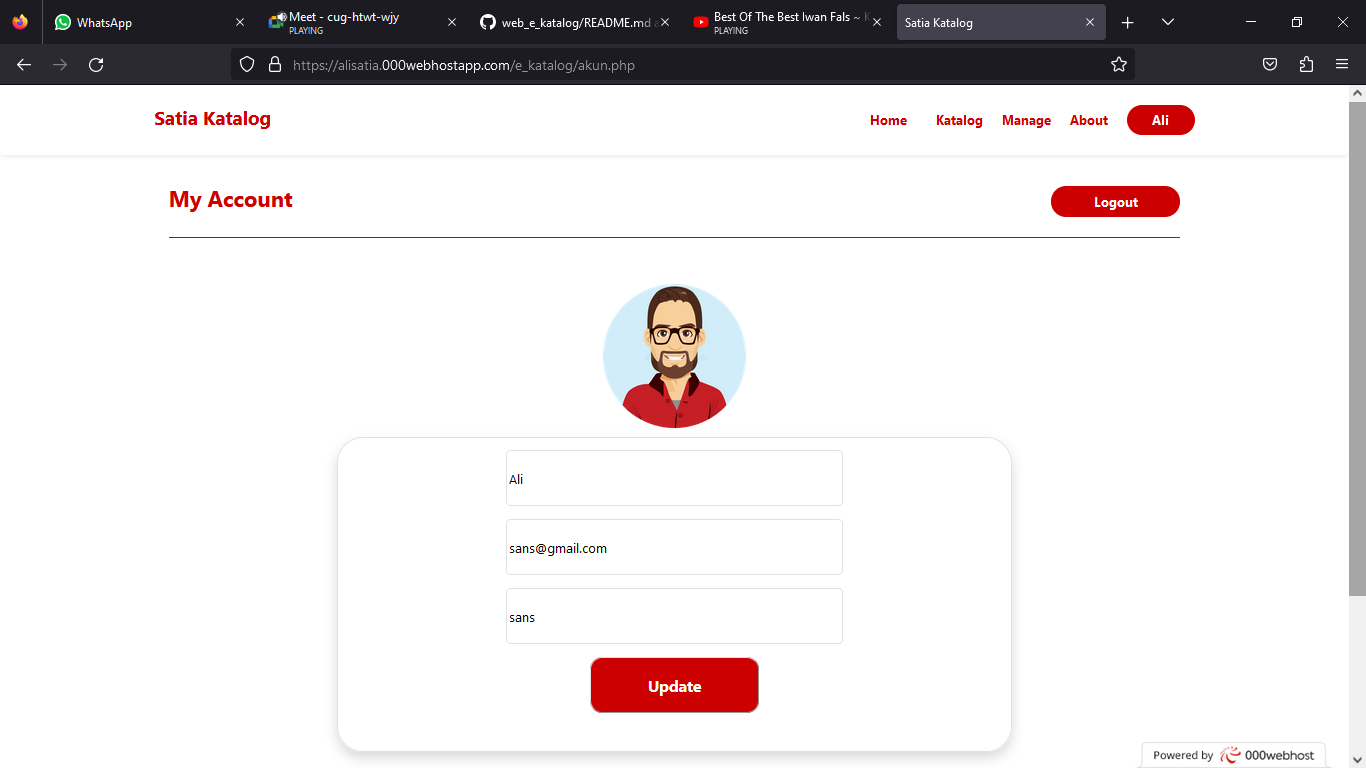 WhatsApp
Meet - cug-htwt-wjy
PLAYING
web_e_katalog/README.md a
Best Of The Best Iwan Fals ~ K
PLAYING
Satia Katalog
https://alisatia.000webhostapp.com/e_katalog/akun.php
Satia Katalog
Home Katalog Manage About Ali
My Account
Logout
Ali
sans@gmail.com
sans
Update
Powered by 000webhost